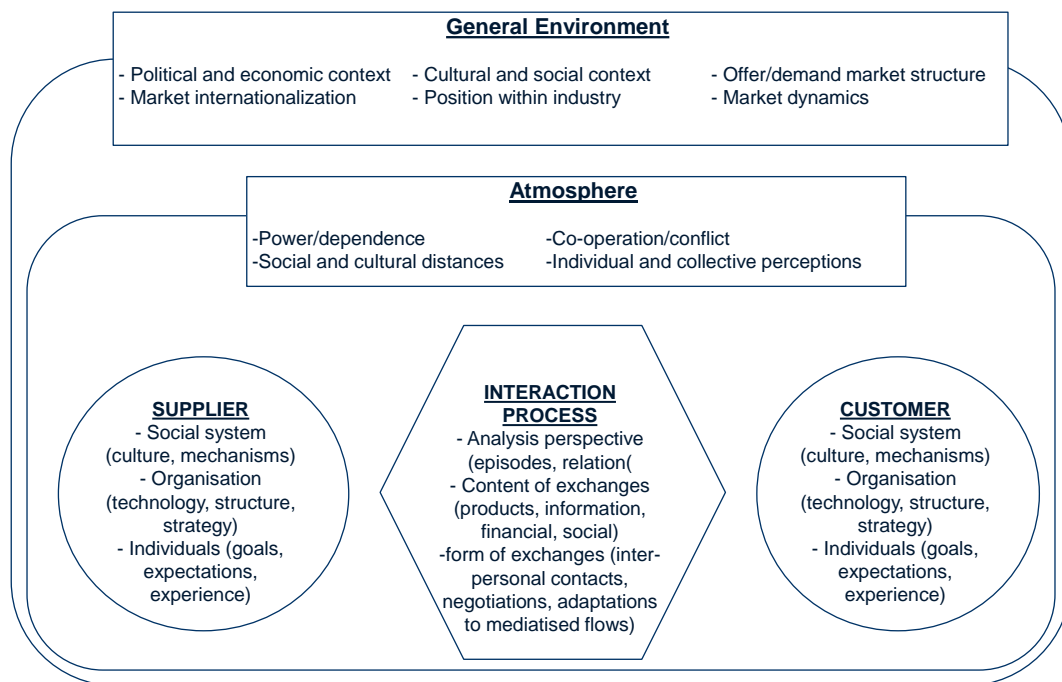 General Environment
- Political and economic context - Cultural and social context - Offer/demand market structure
- Market internationalization - Position within industry - Market dynamics
Atmosphere
-Power/dependence -Co-operation/conflict
-Social and cultural distances -Individual and collective perceptions
SUPPLIER
- Social system
(culture, mechanisms)
- Organisation
(technology, structure,
strategy)
- Individuals (goals,
expectations,
experience)
INTERACTION
PROCESS
- Analysis perspective
(episodes, relation(
- Content of exchanges
(products, information,
financial, social)
-form of exchanges (inter-
personal contacts,
negotiations, adaptations
to mediatised flows)
CUSTOMER
- Social system
(culture, mechanisms)
- Organisation
(technology, structure,
strategy)
- Individuals (goals,
expectations,
experience)